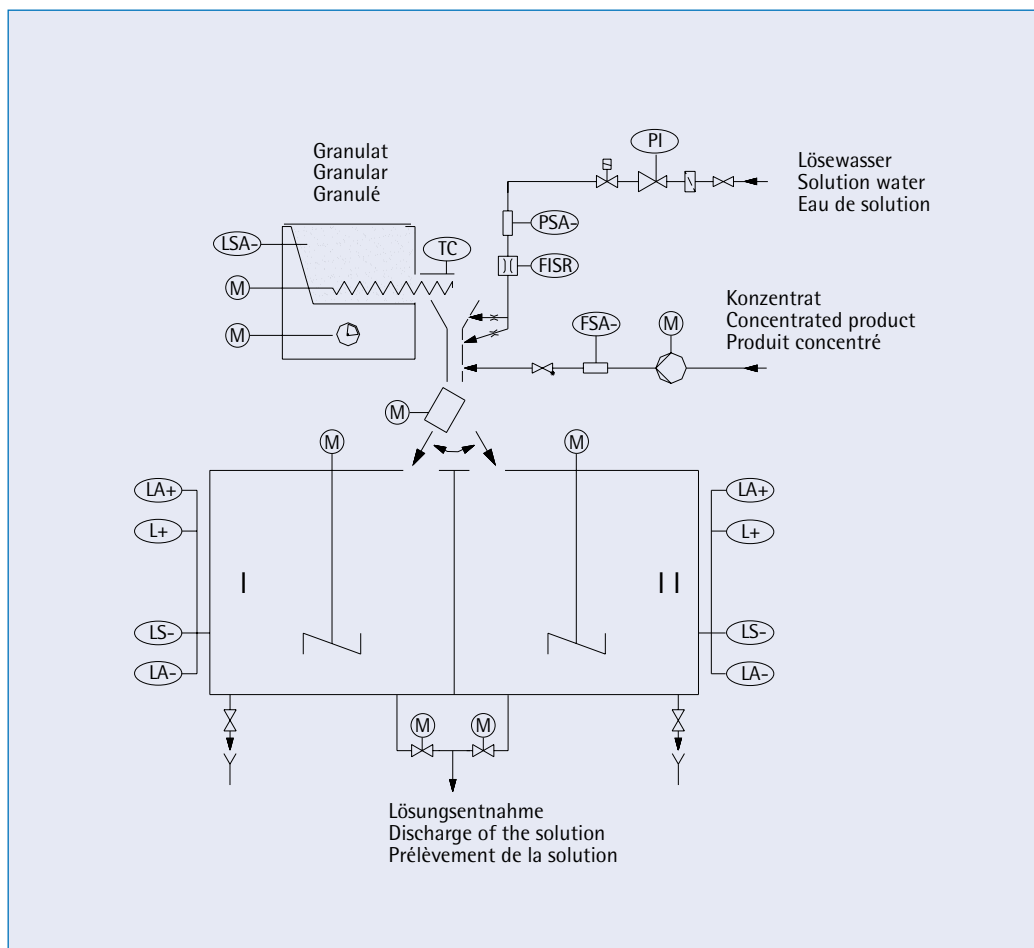 PI
Granulat
Granular
Granulé
Lösewasser
Solution water
Eau de solution
LSA-
TC
PSA-
FISR
M
M
Konzentrat
Concentrated product
Produit concentré
FSA-
M
M
M
M
LA+
L+
I
LS-
LA-
LA+
L+
II
LS-
LA-
M
M
Lösungsentnahme
Discharge of the solution
Prélèvement de la solution